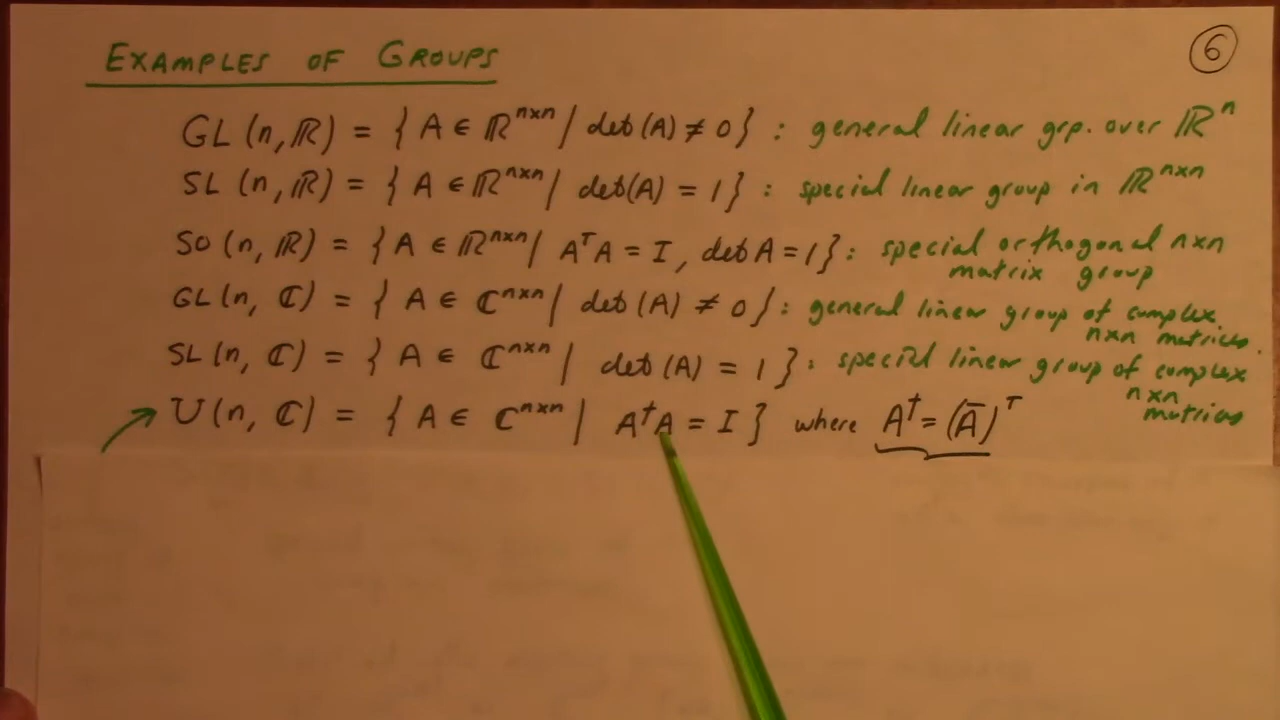 EXAMPLES OF GROUPS
6
GL (n, ℝ) = { A ∈ ℝⁿˣⁿ | det (A) ≠ 0} : general linear grp. over ℝⁿ
SL (n, ℝ) = { A ∈ ℝⁿˣⁿ | det(A) = 1} : special linear group in ℝⁿˣⁿ
SO (n, ℝ) = { A ∈ ℝⁿˣⁿ | AᵀA = I, det A = 1} : special orthogonal n×n
matrix group
GL (n, ℂ) = { A ∈ ℂⁿˣⁿ | det (A) ≠ 0} : general linear group of complex
n×n matrices.
SL (n, ℂ) = { A ∈ ℂⁿˣⁿ | det (A) = 1 } : special linear group of complex
n×n
matrices
U (n, ℂ) = { A ∈ ℂⁿˣⁿ | A†A = I } where A† = (Ā)ᵀ